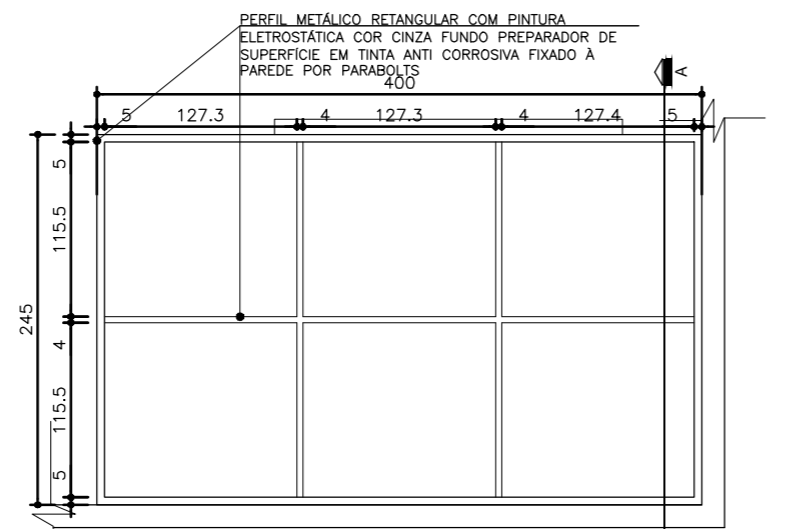 PERFIL METÁLICO RETANGULAR COM PINTURA
ELETROSTÁTICA COR CINZA FUNDO PREPARADOR DE
SUPERFÍCIE EM TINTA ANTI CORROSIVA FIXADO À
PAREDE POR PARABOLTS
400
A
5 127.3 4 127.3 4 127.4 5
5
115.5
245
4
115.5
5